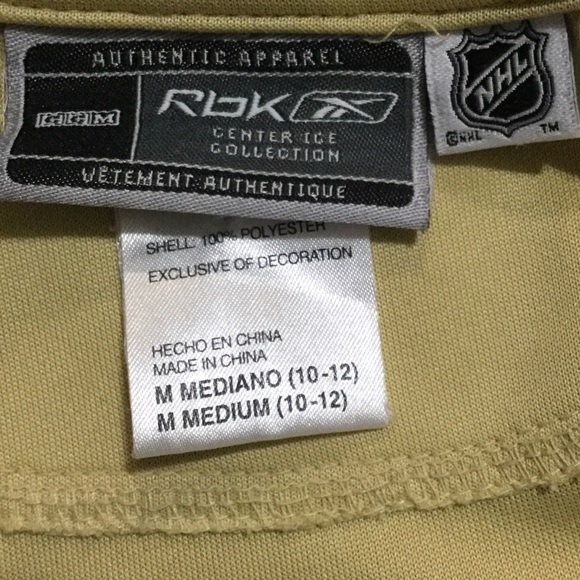 AUTHENTIC APPAREL
CCM
RbK
CENTER ICE
COLLECTION
VÊTEMENT AUTHENTIQUE
NHL
©NHL
TM
SHELL: 100% POLYESTER
EXCLUSIVE OF DECORATION
HECHO EN CHINA
MADE IN CHINA
M MEDIANO (10-12)
M MEDIUM (10-12)